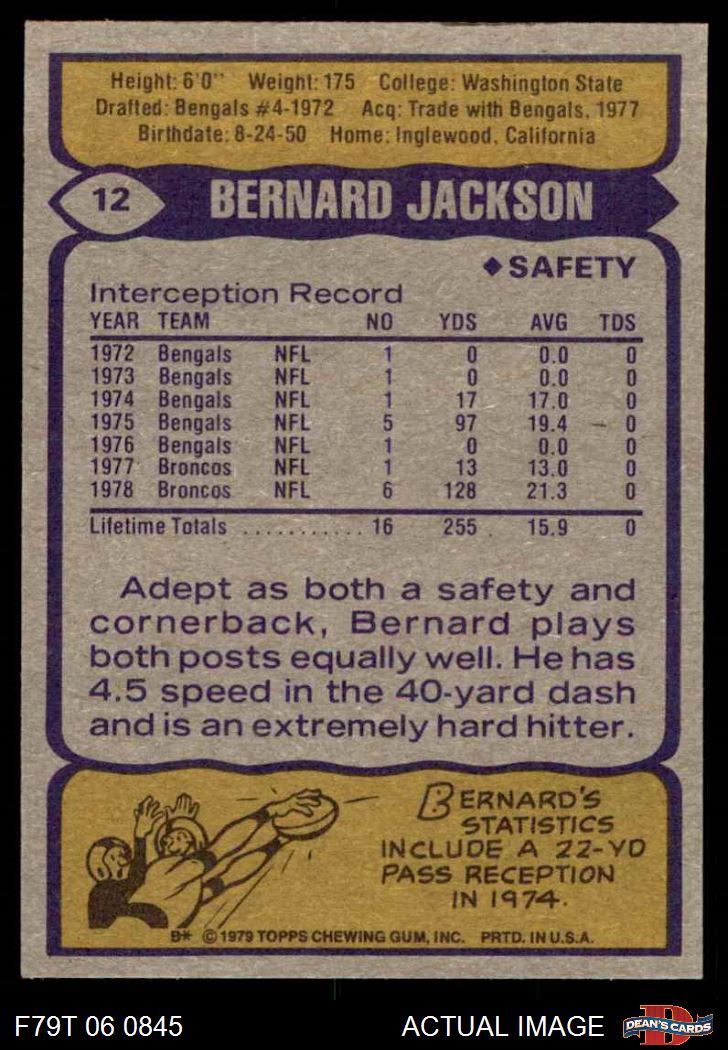 Height: 6'0" Weight: 175 College: Washington State
Drafted: Bengals #4-1972 Acq: Trade with Bengals, 1977
Birthdate: 8-24-50 Home: Inglewood, California
12 BERNARD JACKSON
◆SAFETY
Interception Record
YEAR TEAM NO YDS AVG TDS
1972 Bengals NFL 1 0 0.0 0
1973 Bengals NFL 1 0 0.0 0
1974 Bengals NFL 1 17 17.0 0
1975 Bengals NFL 5 97 19.4 0
1976 Bengals NFL 1 0 0.0 0
1977 Broncos NFL 1 13 13.0 0
1978 Broncos NFL 6 128 21.3 0
Lifetime Totals ........... 16 255 15.9 0
Adept as both a safety and
cornerback, Bernard plays
both posts equally well. He has
4.5 speed in the 40-yard dash
and is an extremely hard hitter.
BERNARD'S
STATISTICS
INCLUDE A 22-YD
PASS RECEPTION
IN 1974.
B* © 1979 TOPPS CHEWING GUM, INC. PRTD. IN U.S.A.
F79T 06 0845 ACTUAL IMAGE D DEAN'S CARDS